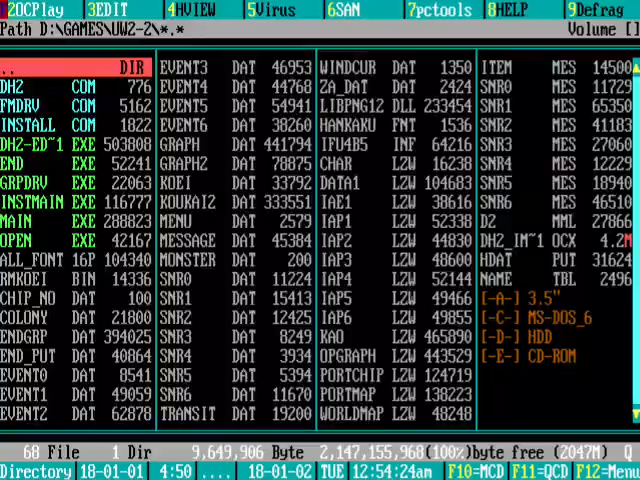 1 2OCPlay 3EDIT 4HVIEW 5Virus 6SAN 7pctools 8HELP 9Defrag
Path D:\GAMES\UW2-2\*.* Volume []
.. DIR EVENT3 DAT 46953 WINDCUR DAT 1350 ITEM MES 14500
DH2 COM 776 EVENT4 DAT 44768 ZA_DAT DAT 2424 SNR0 MES 11729
FMDRV COM 5162 EVENT5 DAT 54941 LIBPNG12 DLL 233454 SNR1 MES 65350
INSTALL COM 1822 EVENT6 DAT 38260 HANKAKU FNT 1536 SNR2 MES 41183
DH2-ED~1 EXE 503808 GRAPH DAT 441794 IFU4B5 INF 64216 SNR3 MES 27060
END EXE 52241 GRAPH2 DAT 78875 CHAR LZW 16238 SNR4 MES 12229
GRPDRV EXE 22063 KOEI DAT 33792 DATA1 LZW 104683 SNR5 MES 18940
INSTMAIN EXE 116777 KOUKAI2 DAT 333551 IAE1 LZW 38616 SNR6 MES 46510
MAIN EXE 288823 MENU DAT 2579 IAP1 LZW 52338 D2 MML 27866
OPEN EXE 42167 MESSAGE DAT 45384 IAP2 LZW 44830 DH2_IM~1 OCX 4.2M
ALL_FONT 16P 104340 MONSTER DAT 200 IAP3 LZW 48600 HDAT PUT 31624
RMKOEI BIN 14336 SNR0 DAT 11224 IAP4 LZW 52144 NAME TBL 2496
CHIP_NO DAT 100 SNR1 DAT 15413 IAP5 LZW 49466 [-A-] 3.5"
COLONY DAT 21800 SNR2 DAT 12425 IAP6 LZW 49855 [-C-] MS-DOS_6
ENDGRP DAT 394025 SNR3 DAT 8249 KAO LZW 465890 [-D-] HDD
END_PUT DAT 40864 SNR4 DAT 3934 OPGRAPH LZW 443529 [-E-] CD-ROM
EVENT0 DAT 8541 SNR5 DAT 5394 PORTCHIP LZW 124719
EVENT1 DAT 49059 SNR6 DAT 11670 PORTMAP LZW 138223
EVENT2 DAT 62878 TRANSIT DAT 19200 WORLDMAP LZW 48248
68 File 1 Dir 9,649,906 Byte 2,147,155,968(100%)byte free (2047M) Q
Directory 18-01-01 4:50 .... 18-01-02 TUE 12:54:24am F10=MCD F11=QCD F12=Menu